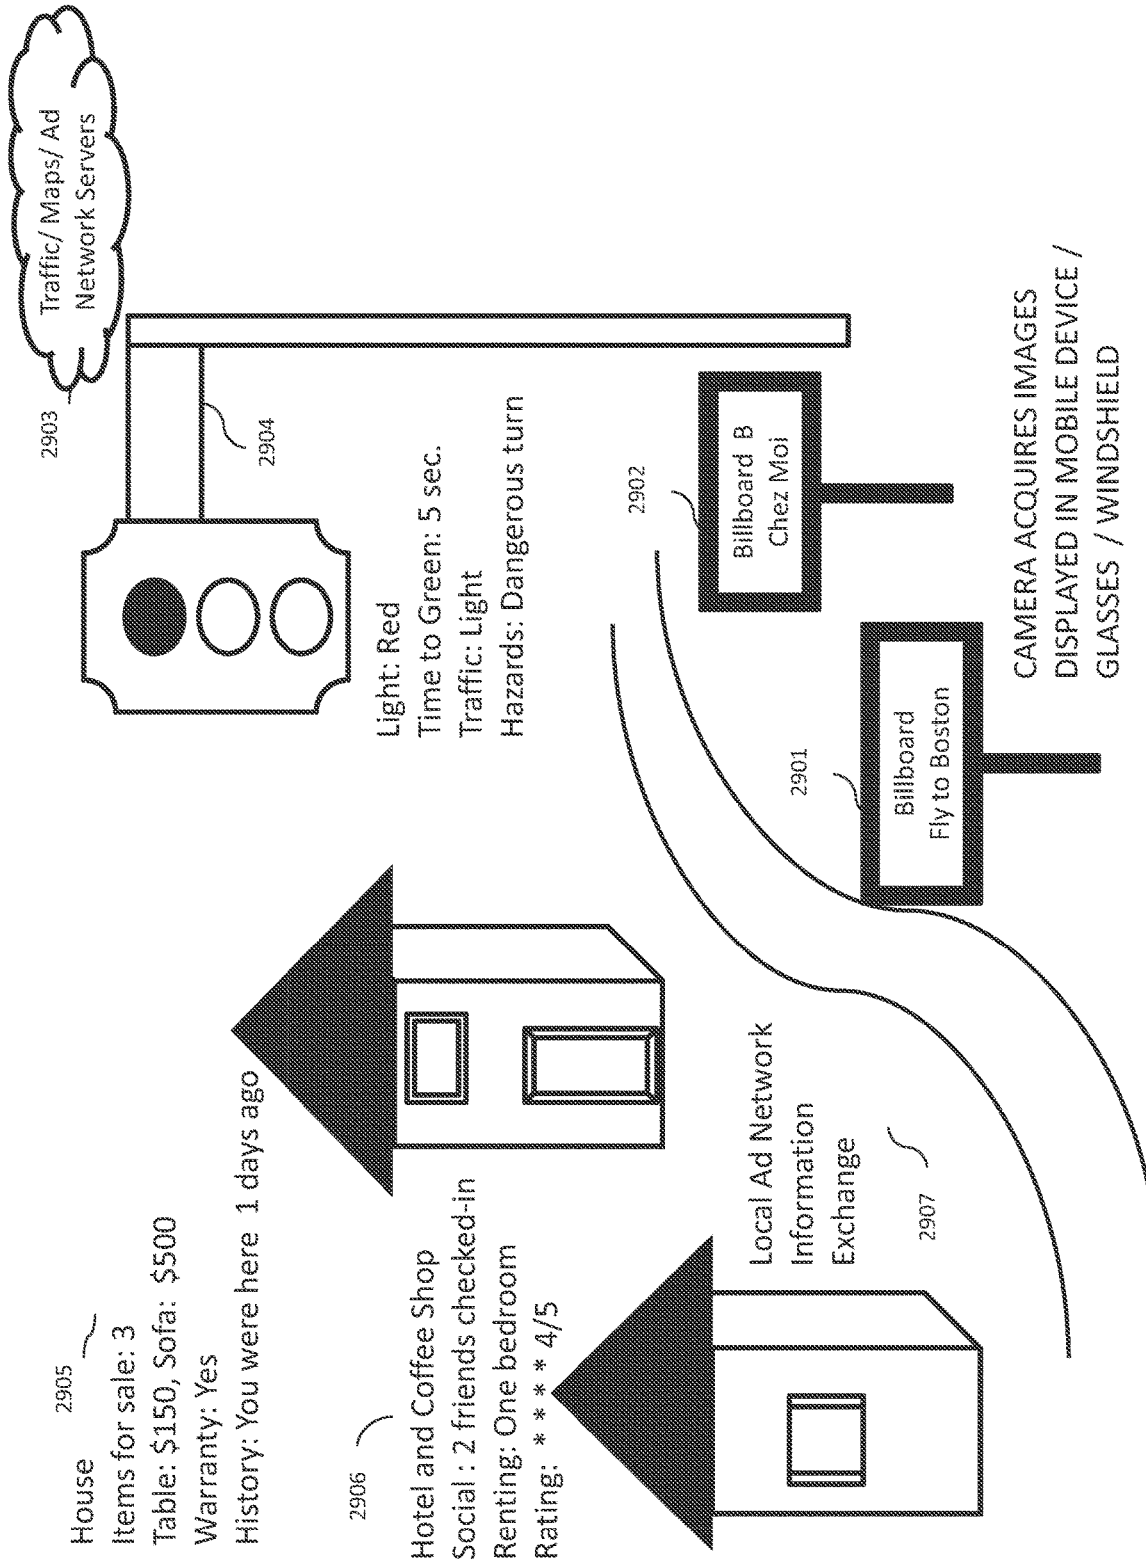 House
2905
Items for sale: 3
Table: $150, Sofa: $500
Warranty: Yes
History: You were here 1 days ago
2906
Hotel and Coffee Shop
Social : 2 friends checked-in
Renting: One bedroom
Rating: * * * * 4/5
Local Ad Network
Information
Exchange
2907
Traffic/ Maps/ Ad
Network Servers
2903
2904
Light: Red
Time to Green: 5 sec.
Traffic: Light
Hazards: Dangerous turn
2902
Billboard B
Chez Moi
2901
Billboard
Fly to Boston
CAMERA ACQUIRES IMAGES
DISPLAYED IN MOBILE DEVICE /
GLASSES / WINDSHIELD